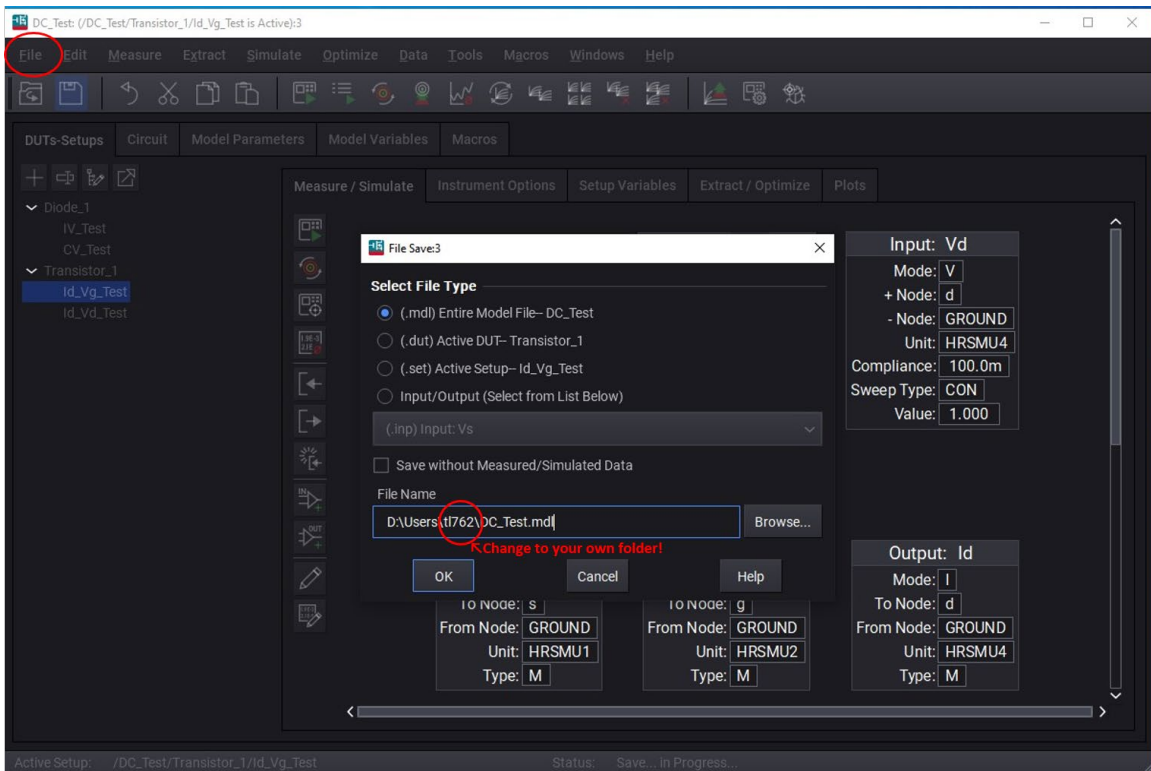 DC_Test: (/DC_Test/Transistor_1/Id_Vg_Test is Active):3
File Edit Measure Extract Simulate Optimize Data Tools Macros Windows Help
DUTs-Setups Circuit Model Parameters Model Variables Macros
Measure / Simulate Instrument Options Setup Variables Extract / Optimize Plots
Diode_1
IV_Test
CV_Test
Transistor_1
Id_Vg_Test
Id_Vd_Test
File Save:3
Select File Type
(.mdl) Entire Model File-- DC_Test
(.dut) Active DUT-- Transistor_1
(.set) Active Setup-- Id_Vg_Test
Input/Output (Select from List Below)
(.inp) Input: Vs
Save without Measured/Simulated Data
File Name
D:\Users\tl762\DC_Test.mdl
Browse...
Change to your own folder!
OK Cancel Help
To Node: s
From Node: GROUND
Unit: HRSMU1
Type: M
To Node: g
From Node: GROUND
Unit: HRSMU2
Type: M
Input: Vd
Mode: V
+ Node: d
- Node: GROUND
Unit: HRSMU4
Compliance: 100.0m
Sweep Type: CON
Value: 1.000
Output: Id
Mode: I
To Node: d
From Node: GROUND
Unit: HRSMU4
Type: M
Active Setup: /DC_Test/Transistor_1/Id_Vg_Test Status: Save... in Progress...